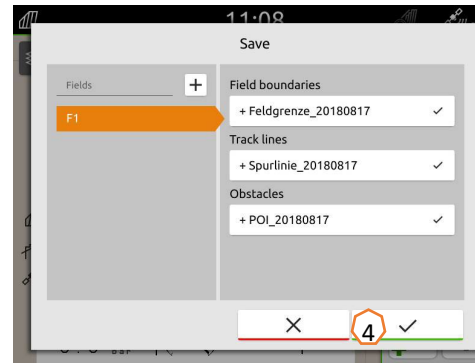 11:08
Save
Fields
+
F1
Field boundaries
+ Feldgrenze_20180817
Track lines
+ Spurlinie_20180817
Obstacles
+ POI_20180817
4